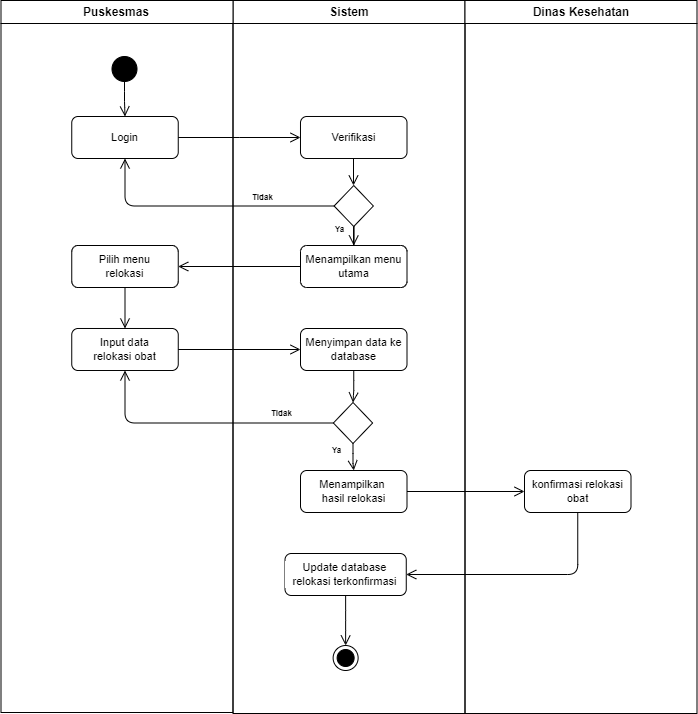 Puskesmas
Sistem
Dinas Kesehatan
Login
Verifikasi
Tidak
Ya
Pilih menu
relokasi
Menampilkan menu
utama
Input data
relokasi obat
Menyimpan data ke
database
Tidak
Ya
Menampilkan
hasil relokasi
konfirmasi relokasi
obat
Update database
relokasi terkonfirmasi